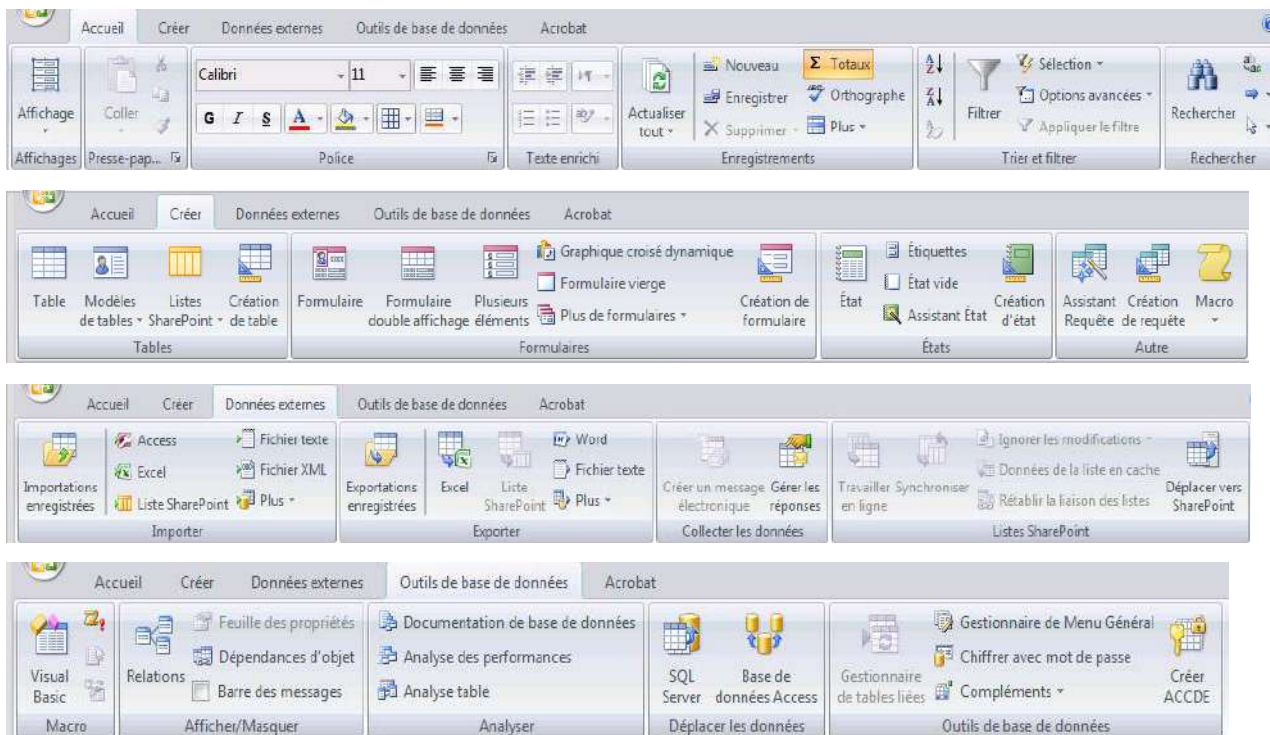 Accueil Créer Données externes Outils de base de données Acrobat
Calibri 11 Nouveau Σ Totaux Sélection
Affichage Coller Actualiser tout Enregistrer Orthographe Filtrer Options avancées Rechercher
G I S A Supprimer Plus Appliquer le filtre
Affichages Presse-pap... Police Texte enrichi Enregistrements Trier et filtrer Rechercher
Accueil Créer Données externes Outils de base de données Acrobat
Graphique croisé dynamique Étiquettes
Formulaire vierge État vide
Table Modèles Listes Création Formulaire Formulaire Plusieurs Création de État Création Assistant Création Macro
de tables SharePoint de table double affichage éléments Plus de formulaires formulaire Assistant État d'état Requête de requête
Tables Formulaires États Autre
Accueil Créer Données externes Outils de base de données Acrobat
Access Fichier texte Word Ignorer les modifications
Excel Fichier XML Fichier texte Données de la liste en cache
Importations Exportations Excel Liste Créer un message Gérer les Travailler Synchroniser Déplacer vers
enregistrées Liste SharePoint Plus enregistrées SharePoint Plus électronique réponses en ligne Rétablir la liaison des listes SharePoint
Importer Exporter Collecter les données Listes SharePoint
Accueil Créer Données externes Outils de base de données Acrobat
Feuille des propriétés Documentation de base de données Gestionnaire de Menu Général
Dépendances d'objet Analyse des performances Chiffrer avec mot de passe
Visual Relations SQL Base de Gestionnaire Créer
Basic Barre des messages Analyse table Server données Access de tables liées Compléments ACCDE
Macro Afficher/Masquer Analyser Déplacer les données Outils de base de données